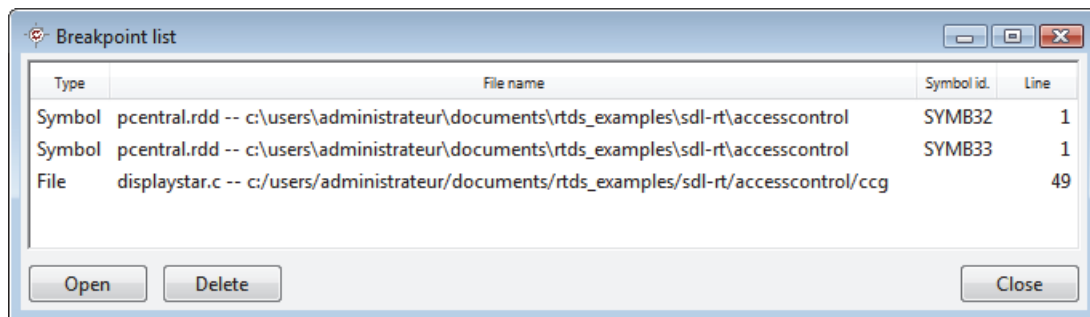 Breakpoint list
Type File name Symbol id. Line
Symbol pcentral.rdd -- c:\users\administrateur\documents\rtds_examples\sdl-rt\accesscontrol SYMB32 1
Symbol pcentral.rdd -- c:\users\administrateur\documents\rtds_examples\sdl-rt\accesscontrol SYMB33 1
File displaystar.c -- c:/users/administrateur/documents/rtds_examples/sdl-rt/accesscontrol/ccg 49
Open Delete Close